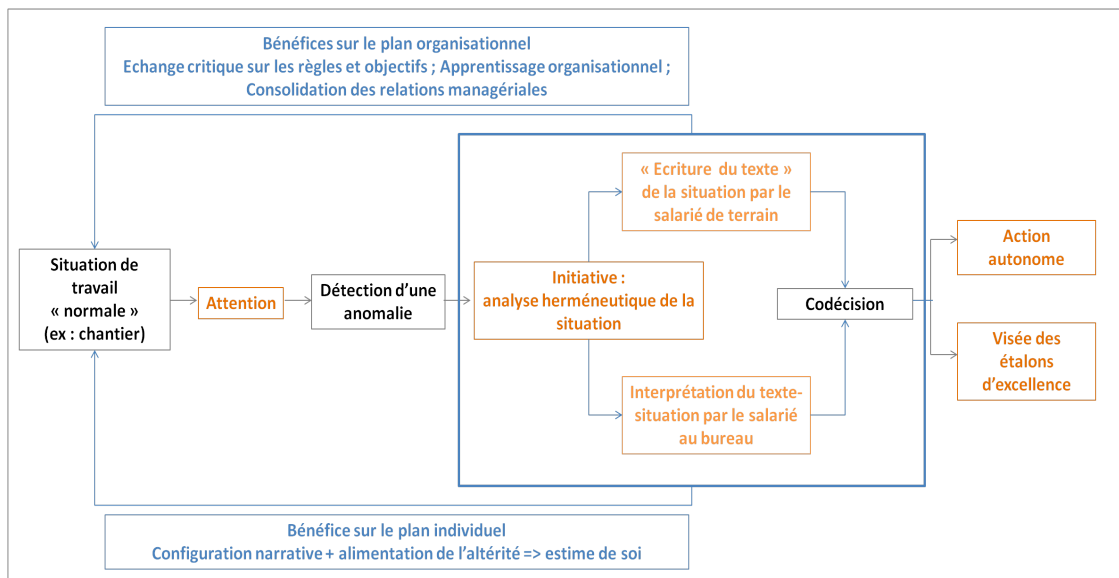 Bénéfices sur le plan organisationnel
Echange critique sur les règles et objectifs ; Apprentissage organisationnel ;
Consolidation des relations managériales
« Ecriture du texte »
de la situation par le
salarié de terrain
Situation de
travail
« normale »
(ex : chantier)
Attention
Détection d’une
anomalie
Initiative :
analyse herméneutique de la
situation
Codécision
Action
autonome
Visée des
étalons
d’excellence
Interprétation du texte-
situation par le salarié
au bureau
Bénéfice sur le plan individuel
Configuration narrative + alimentation de l’altérité => estime de soi